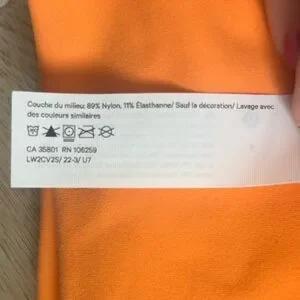 Couche du milieu: 89% Nylon, 11% Élasthanne/ Sauf la décoration/ Lavage avec
des couleurs similaires
CA 35801 RN 106259
LW2CV2S/ 22-3/ U7